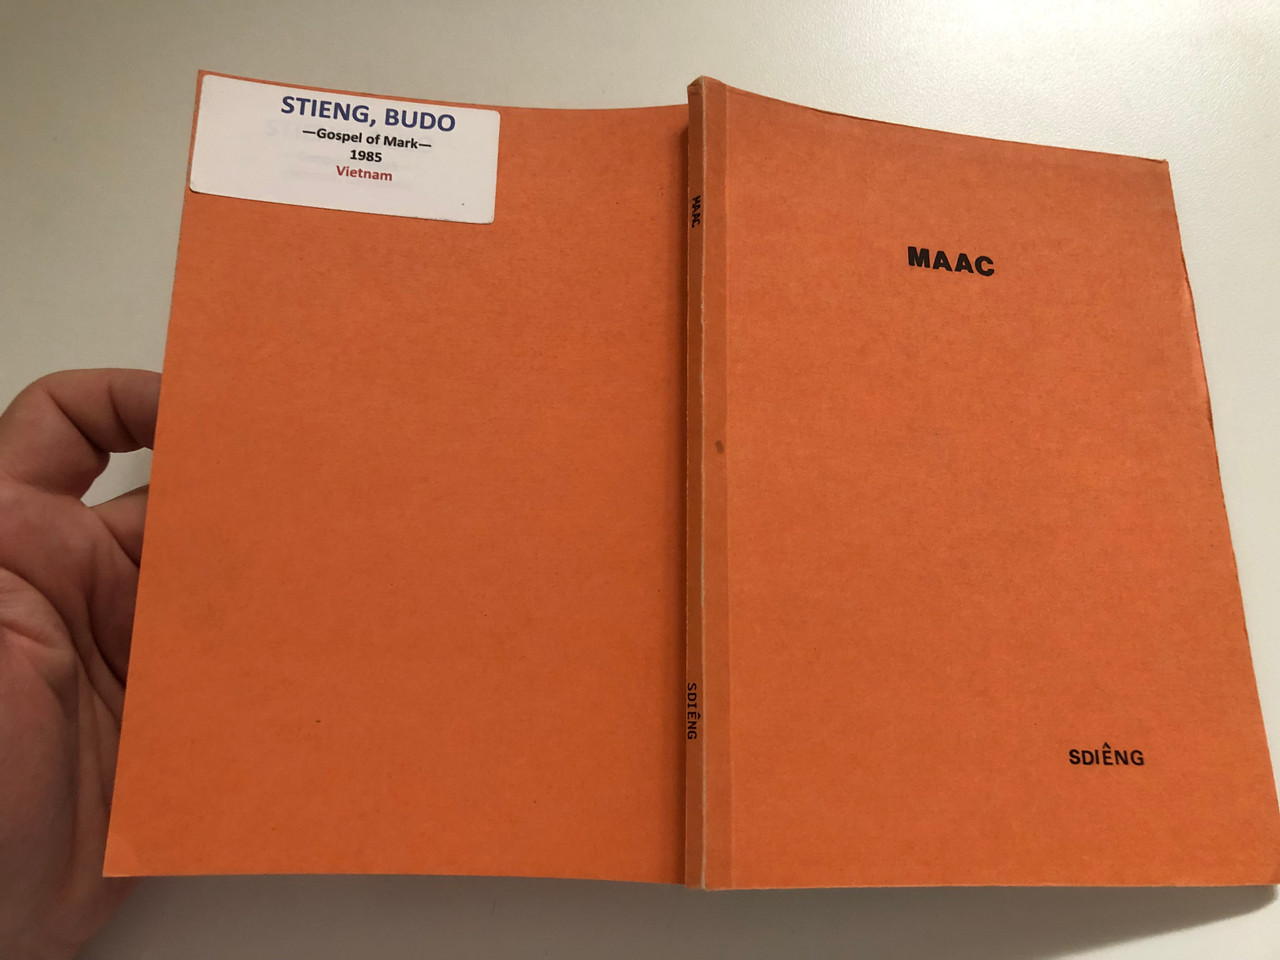 STIENG, BUDO
—Gospel of Mark—
1985
Vietnam
MAAC
SDIÊNG
MAAC
SDIÊNG